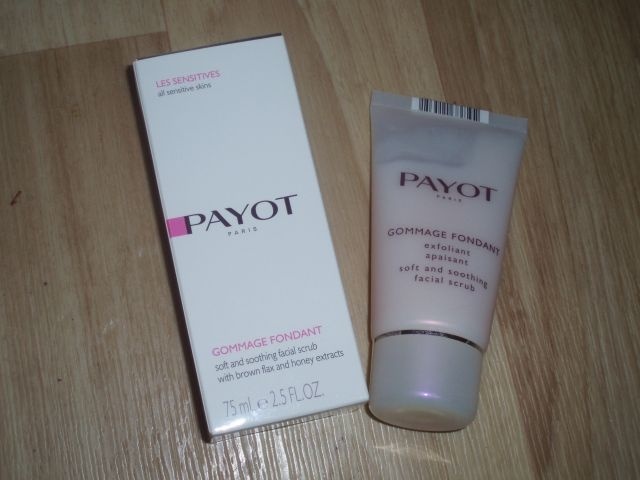 LES SENSITIVES
all sensitive skins
PAYOT
PARIS
GOMMAGE FONDANT
soft and soothing facial scrub
with brown flax and honey extracts
75 ml. e 2.5 FL.OZ.
PAYOT
PARIS
GOMMAGE FONDANT
exfoliant
apaisant
soft and soothing
facial scrub